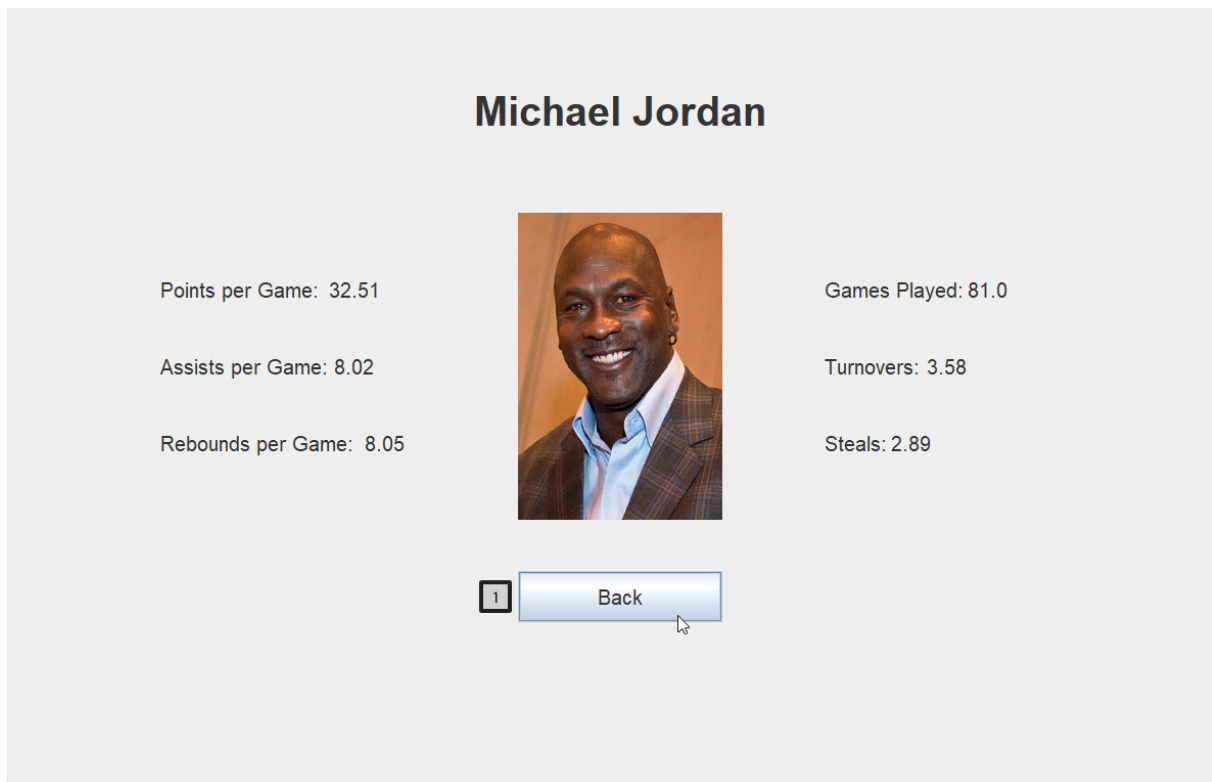 Michael Jordan
Points per Game: 32.51
Games Played: 81.0
Assists per Game: 8.02
Turnovers: 3.58
Rebounds per Game: 8.05
Steals: 2.89
1
Back